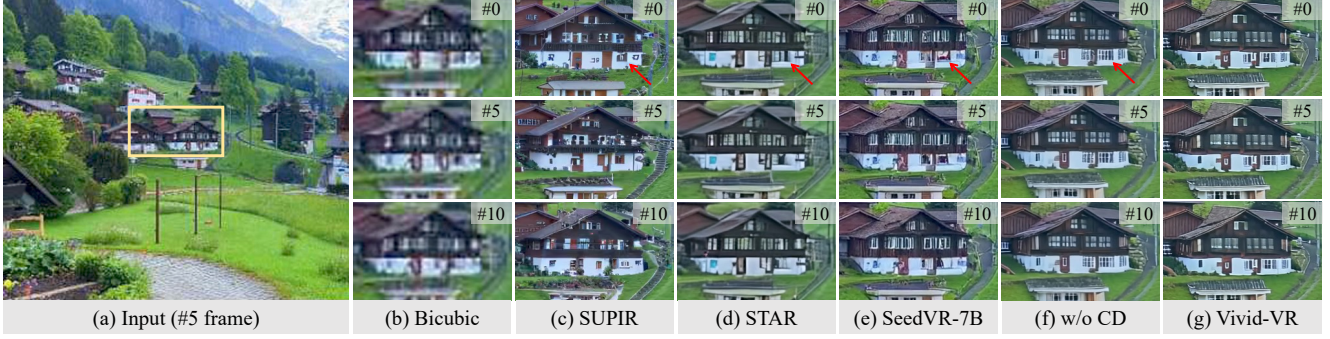 #0 #0 #0 #0 #0 #0
#5 #5 #5 #5 #5 #5
#10 #10 #10 #10 #10 #10
(a) Input (#5 frame) (b) Bicubic (c) SUPIR (d) STAR (e) SeedVR-7B (f) w/o CD (g) Vivid-VR